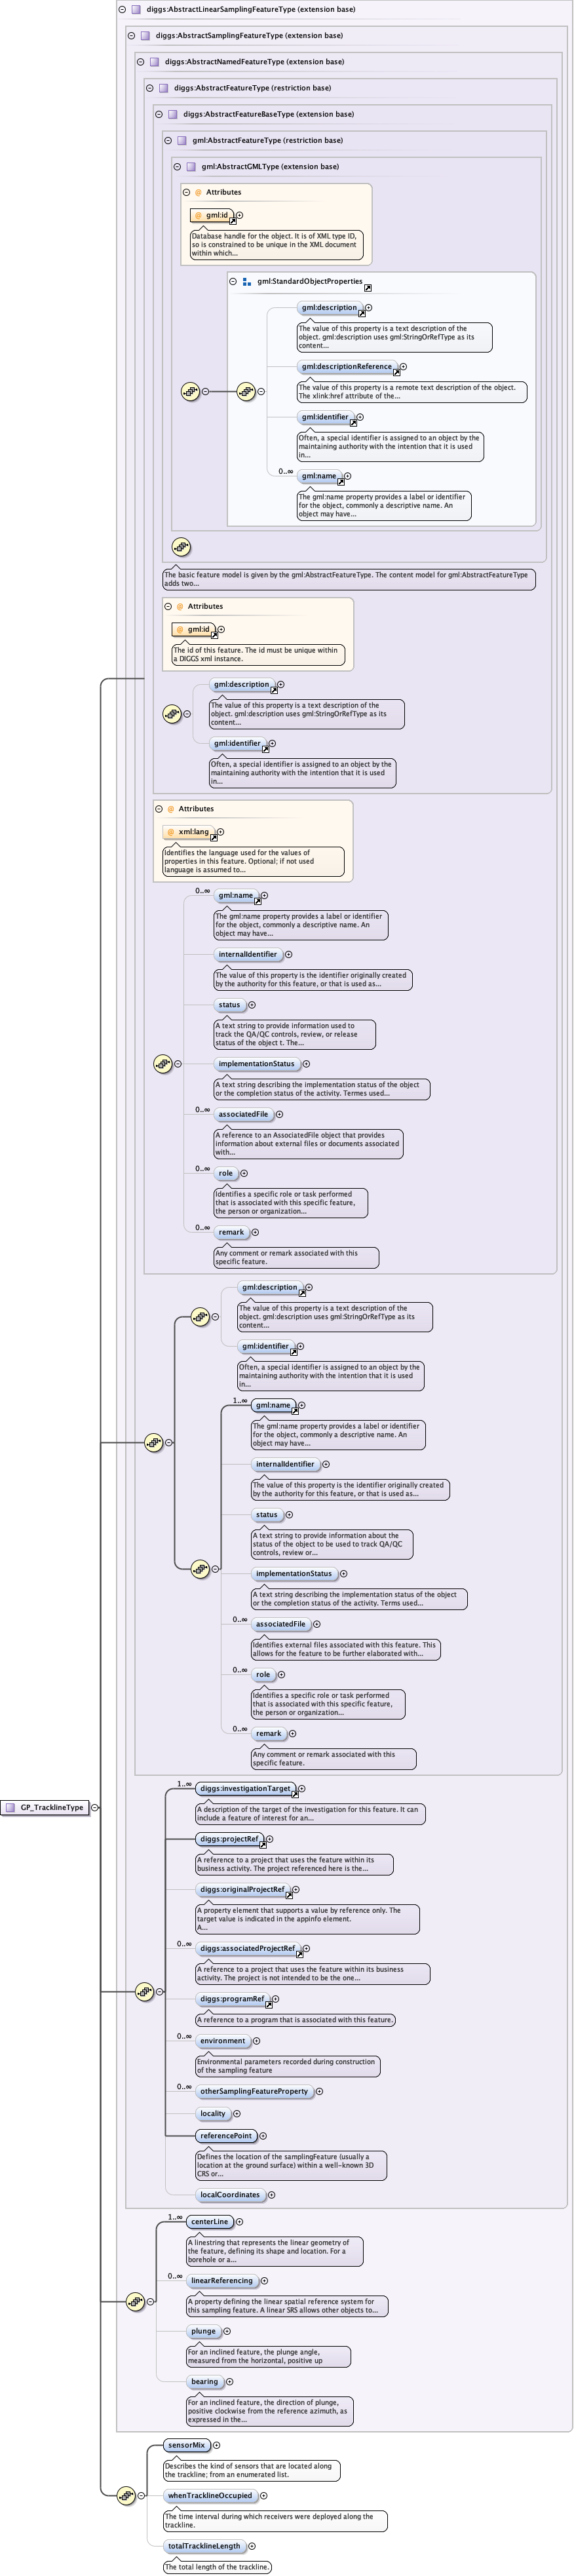 diggs:AbstractLinearSamplingFeatureType (extension base)
diggs:AbstractSamplingFeatureType (extension base)
diggs:AbstractNamedFeatureType (extension base)
diggs:AbstractFeatureType (restriction base)
diggs:AbstractFeatureBaseType (extension base)
gml:AbstractFeatureType (restriction base)
gml:AbstractGMLType (extension base)
@ Attributes
@ gml:id
Database handle for the object. It is of XML type ID,
so is constrained to be unique in the XML document
within which...
gml:StandardObjectProperties
gml:description
The value of this property is a text description of the
object. gml:description uses gml:StringOrRefType as its
content...
gml:descriptionReference
The value of this property is a remote text description of the object.
The xlink:href attribute of the...
gml:identifier
Often, a special identifier is assigned to an object by the
maintaining authority with the intention that it is used
in...
0..∞
gml:name
The gml:name property provides a label or identifier
for the object, commonly a descriptive name. An
object may have...
The basic feature model is given by the gml:AbstractFeatureType. The content model for gml:AbstractFeatureType
adds two...
@ Attributes
@ gml:id
The id of this feature. The id must be unique within
a DIGGS xml instance.
gml:description
The value of this property is a text description of the
object. gml:description uses gml:StringOrRefType as its
content...
gml:identifier
Often, a special identifier is assigned to an object by the
maintaining authority with the intention that it is used
in...
@ Attributes
@ xml:lang
Identifies the language used for the values of
properties in this feature. Optional; if not used
language is assumed to...
0..∞
gml:name
The gml:name property provides a label or identifier
for the object, commonly a descriptive name. An
object may have...
internalIdentifier
The value of this property is the identifier originally created
by the authority for this feature, or that is used as...
status
A text string to provide information used to
track the QA/QC controls, review, or release
status of the object t. The...
implementationStatus
A text string describing the implementation status of the object
or the completion status of the activity. Termes used...
0..∞
associatedFile
A reference to an AssociatedFile object that provides
information about external files or documents associated
with...
0..∞
role
Identifies a specific role or task performed
that is associated with this specific feature,
the person or organization...
0..∞
remark
Any comment or remark associated with this
specific feature.
gml:description
The value of this property is a text description of the
object. gml:description uses gml:StringOrRefType as its
content...
gml:identifier
Often, a special identifier is assigned to an object by the
maintaining authority with the intention that it is used
in...
1..∞
gml:name
The gml:name property provides a label or identifier
for the object, commonly a descriptive name. An
object may have...
internalIdentifier
The value of this property is the identifier originally created
by the authority for this feature, or that is used as...
status
A text string to provide information about the
status of the object to be used to track QA/QC
controls, review or...
implementationStatus
A text string describing the implementation status of the object
or the completion status of the activity. Terms used...
0..∞
associatedFile
Identifies external files associated with this feature. This
allows for the feature to be further elaborated with...
0..∞
role
Identifies a specific role or task performed
that is associated with this specific feature,
the person or organization...
0..∞
remark
Any comment or remark associated with this
specific feature.
GP_TracklineType
1..∞
diggs:investigationTarget
A description of the target of the investigation for this feature. It can
include a feature of interest for an...
diggs:projectRef
A reference to a project that uses the feature within its
business activity. The project referenced here is the...
diggs:originalProjectRef
A property element that supports a value by reference only. The
target value is indicated in the appinfo element.
A...
0..∞
diggs:associatedProjectRef
A reference to a project that uses the feature within its business
activity. The project is not intended to be the one...
diggs:programRef
A reference to a program that is associated with this feature.
0..∞
environment
Environmental parameters recorded during construction
of the sampling feature
0..∞
otherSamplingFeatureProperty
locality
referencePoint
Defines the location of the samplingFeature (usually a
location at the ground surface) within a well-known 3D
CRS or...
localCoordinates
1..∞
centerLine
A linestring that represents the linear geometry of
the feature, defining its shape and location. For a
borehole or a...
0..∞
linearReferencing
A property defining the linear spatial reference system for
this sampling feature. A linear SRS allows other objects to...
plunge
For an inclined feature, the plunge angle,
measured from the horizontal, positive up
bearing
For an inclined feature, the direction of plunge,
positive clockwise from the reference azimuth, as
expressed in the...
sensorMix
Describes the kind of sensors that are located along
the trackline; from an enumerated list.
whenTracklineOccupied
The time interval during which receivers were deployed along the
trackline.
totalTracklineLength
The total length of the trackline.